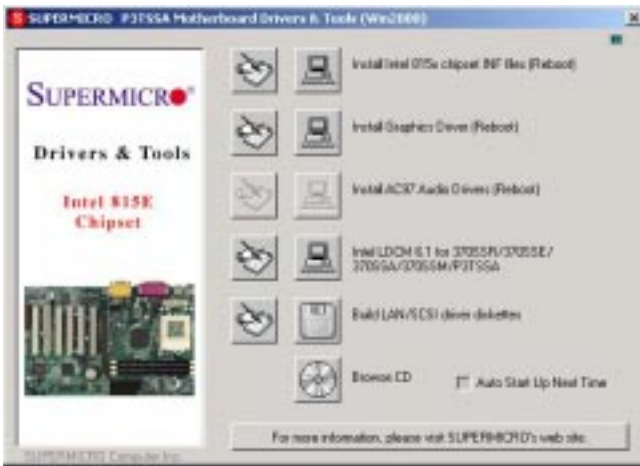 SUPERMICRO P3TSSA Motherboard Drivers & Tools (Win2000)
SUPERMICRO®
Drivers & Tools
Intel 815E
Chipset
Install Intel 815e chipset INF files (Reboot)
Install Graphics Driver (Reboot)
Install AC97 Audio Drivers (Reboot)
Intel LDCM 6.1 for 370SSR/370SSE/
370SSA/370SSM/P3TSSA
Build LAN/SCSI driver diskettes
Browse CD
Auto Start Up Next Time
For more information, please visit SUPERMICRO's web site.
SUPERMICRO Computer Inc.